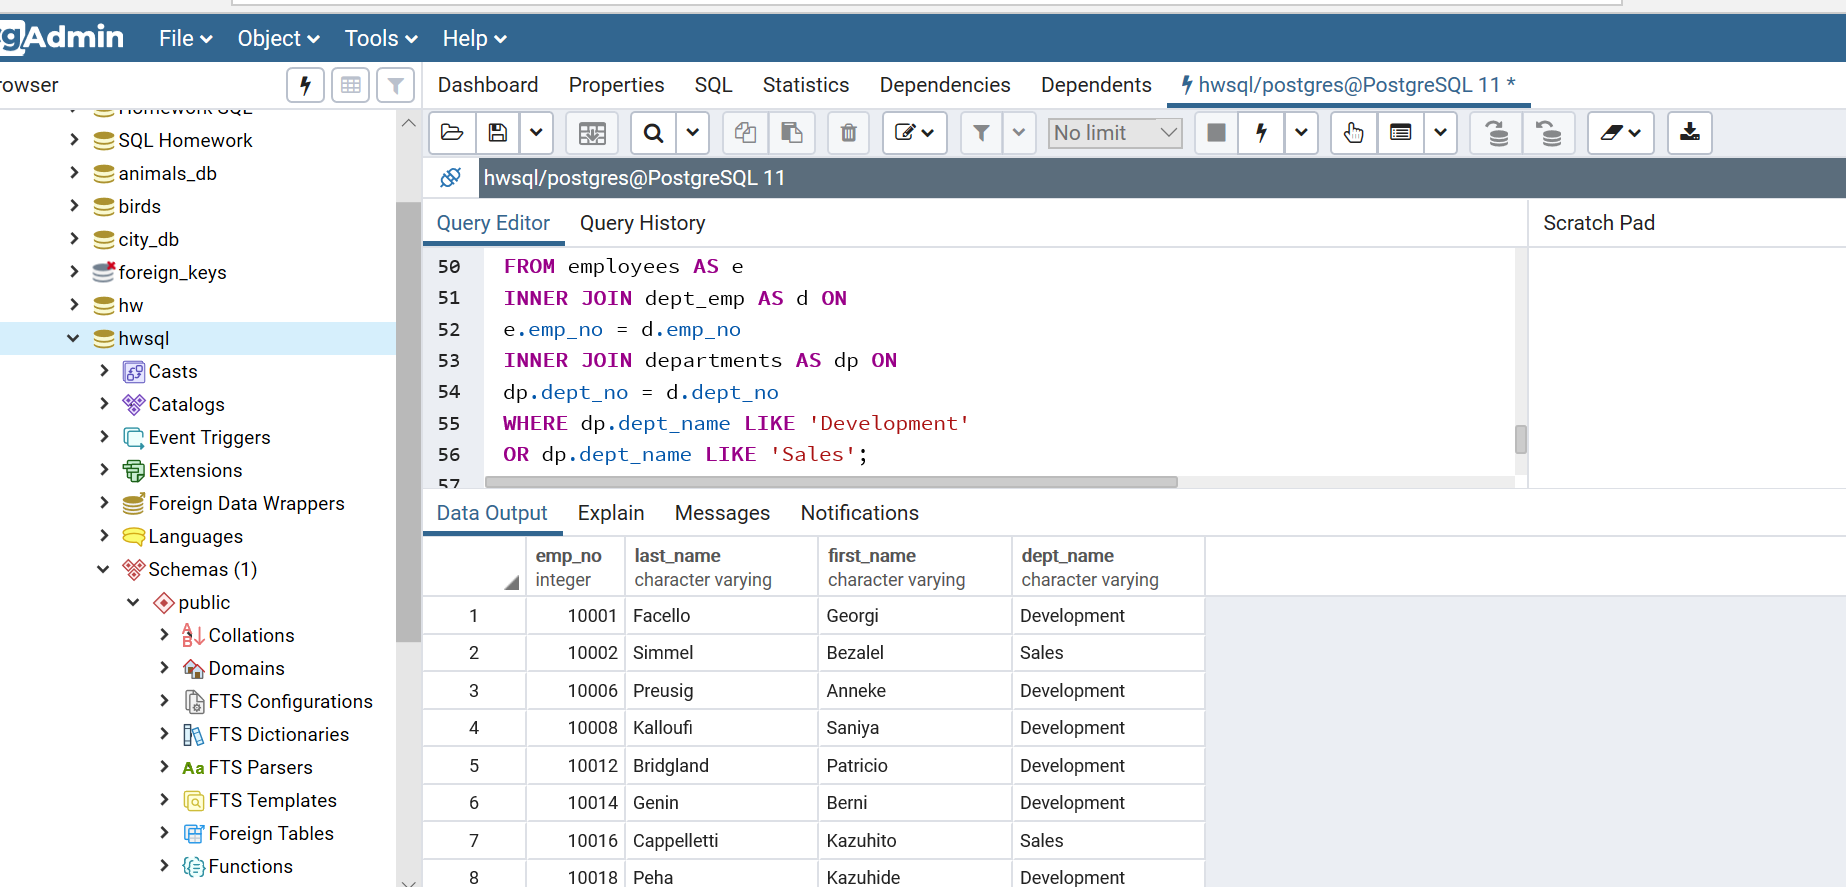 gAdmin
File
Object
Tools
Help
rowser
Dashboard
Properties
SQL
Statistics
Dependencies
Dependents
hwsql/postgres@PostgreSQL 11 *
No limit
hwsql/postgres@PostgreSQL 11
Query Editor
Query History
Scratch Pad
Homework SQL
SQL Homework
animals_db
birds
city_db
foreign_keys
hw
hwsql
Casts
Catalogs
Event Triggers
Extensions
Foreign Data Wrappers
Languages
Schemas (1)
public
Collations
Domains
FTS Configurations
FTS Dictionaries
Aa FTS Parsers
FTS Templates
Foreign Tables
Functions
50 FROM employees AS e
51 INNER JOIN dept_emp AS d ON
52 e.emp_no = d.emp_no
53 INNER JOIN departments AS dp ON
54 dp.dept_no = d.dept_no
55 WHERE dp.dept_name LIKE 'Development'
56 OR dp.dept_name LIKE 'Sales';
57
Data Output
Explain
Messages
Notifications
emp_no last_name first_name dept_name
integer character varying character varying character varying
1 10001 Facello Georgi Development
2 10002 Simmel Bezalel Sales
3 10006 Preusig Anneke Development
4 10008 Kalloufi Saniya Development
5 10012 Bridgland Patricio Development
6 10014 Genin Berni Development
7 10016 Cappelletti Kazuhito Sales
8 10018 Peha Kazuhide Development